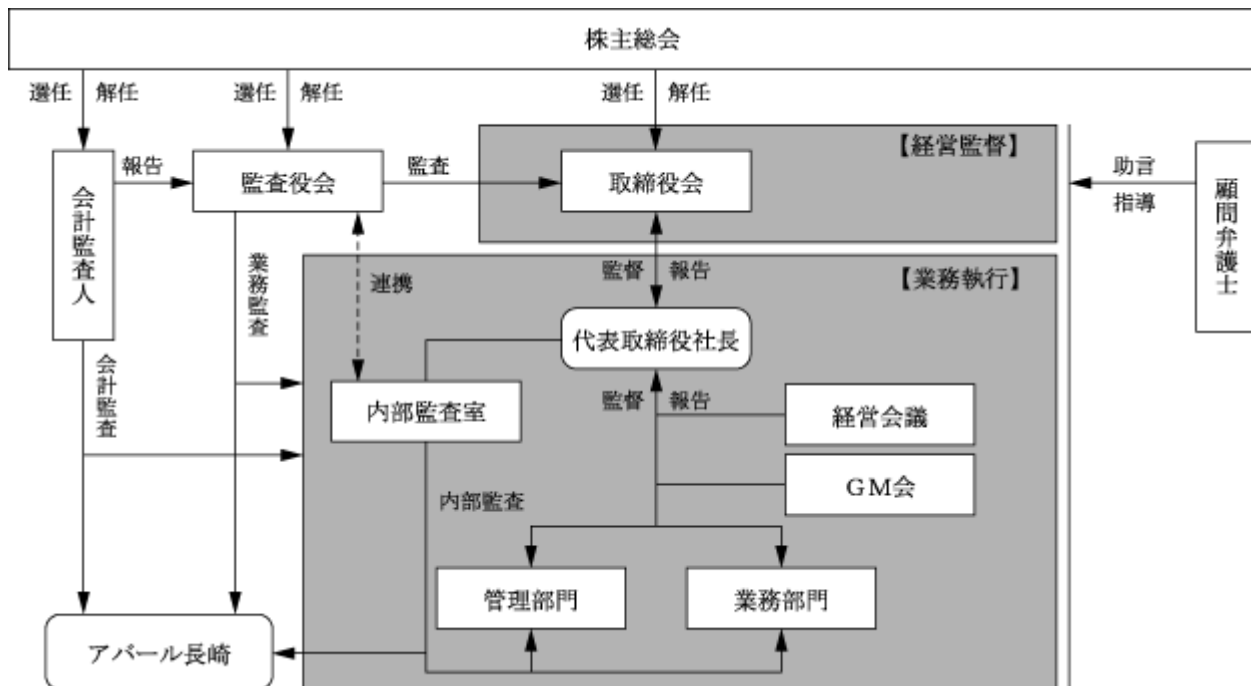 株主総会
選任 解任
選任 解任
選任 解任
【経営監督】
会計監査人
報告
監査役会
監査
取締役会
助言
指導
顧問弁護士
業務監査
連携
監督 報告
【業務執行】
代表取締役社長
会計監査
内部監査室
監督 報告
経営会議
GM会
内部監査
管理部門
業務部門
アバール長崎